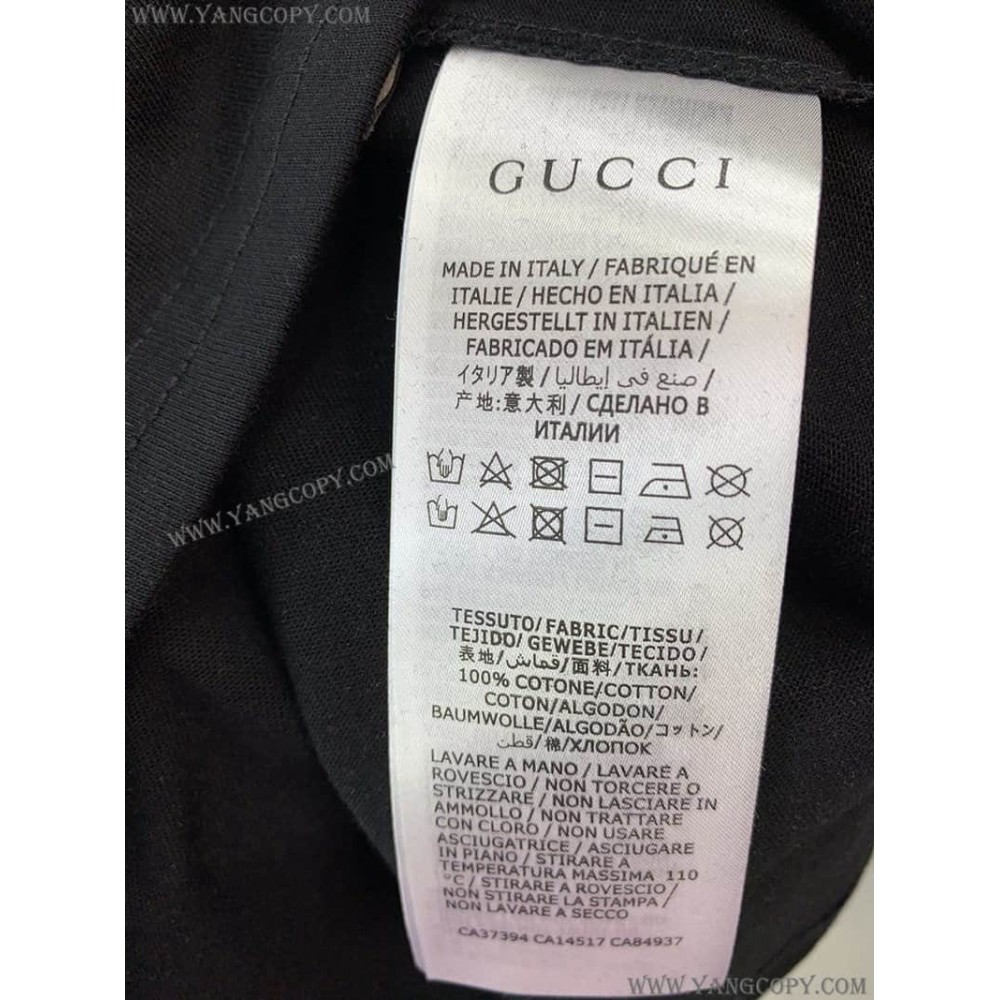 WWW.YANGCOPY.COM
GUCCI
MADE IN ITALY / FABRIQUÉ EN
ITALIE / HECHO EN ITALIA /
HERGESTELLT IN ITALIEN /
FABRICADO EM ITÁLIA /
イタリア製 / صنع في إيطاليا /
产地:意大利 / СДЕЛАНО В
ИТАЛИИ
WWW.YANGCOPY.COM
TESSUTO/FABRIC/TISSU/
TEJIDO/GEWEBE/TECIDO/
表地/قماش/面料/ТКАНЬ:
100% COTONE/COTTON/
COTON/ALGODON/
BAUMWOLLE/ALGODÃO/コットン/
قطن/棉/ХЛОПОК
LAVARE A MANO / LAVARE A
ROVESCIO / NON TORCERE O
STRIZZARE / NON LASCIARE IN
AMMOLLO / NON TRATTARE
CON CLORO / NON USARE
ASCIUGATRICE / ASCIUGARE
IN PIANO / STIRARE A
TEMPERATURA MASSIMA 110
°C / STIRARE A ROVESCIO /
NON STIRARE LA STAMPA /
NON LAVARE A SECCO
CA37394 CA14517 CA84937
WWW.YANGCOPY.COM